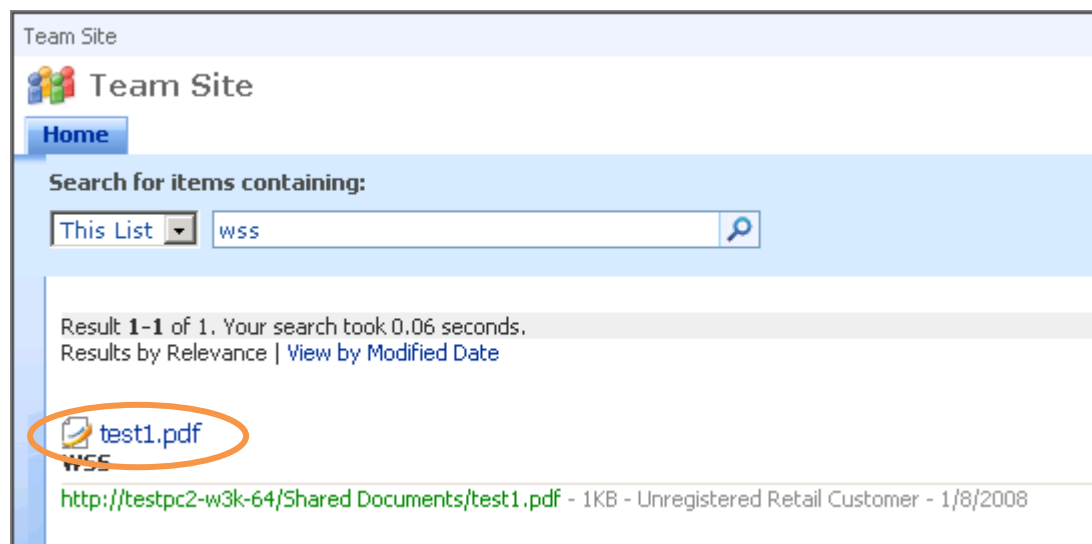 Team Site
Team Site
Home
Search for items containing:
This List wss
Result 1-1 of 1. Your search took 0.06 seconds.
Results by Relevance | View by Modified Date
test1.pdf
WSS
http://testpc2-w3k-64/Shared Documents/test1.pdf - 1KB - Unregistered Retail Customer - 1/8/2008